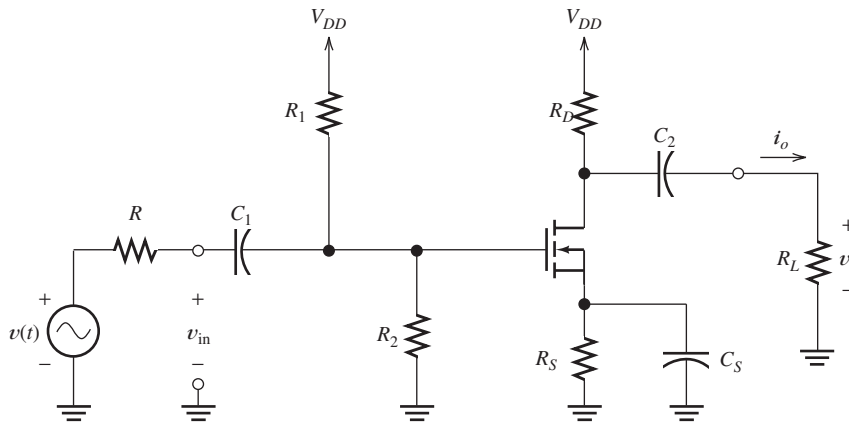 V_DD
V_DD
R_1
R_D
C_2
i_o
R
C_1
+
v(t)
−
+
v_in
−
R_2
R_S
C_S
R_L
+
v
−